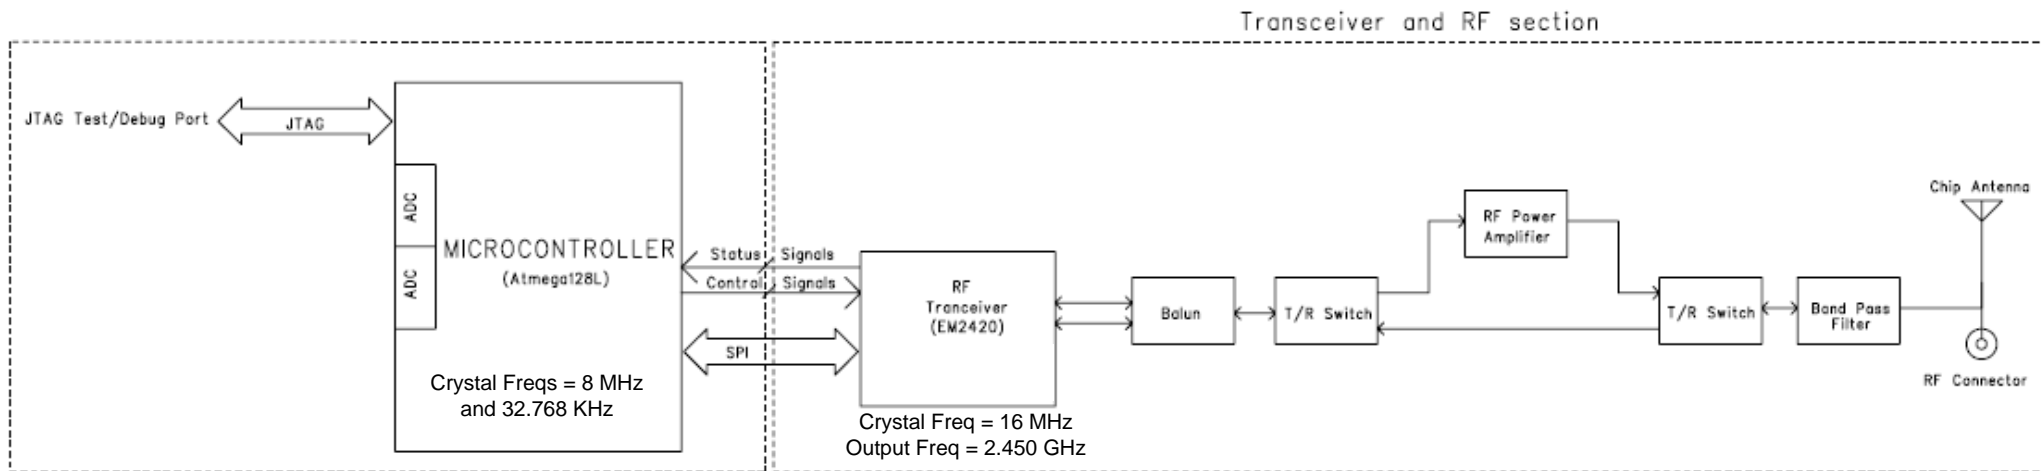 Transceiver and RF section
JTAG Test/Debug Port
JTAG
ADC
ADC
MICROCONTROLLER
(Atmega128L)
Crystal Freqs = 8 MHz
and 32.768 KHz
Status Signals
Control Signals
SPI
RF
Tranceiver
(EM2420)
Crystal Freq = 16 MHz
Output Freq = 2.450 GHz
Balun
T/R Switch
RF Power
Amplifier
T/R Switch
Band Pass
Filter
Chip Antenna
RF Connector